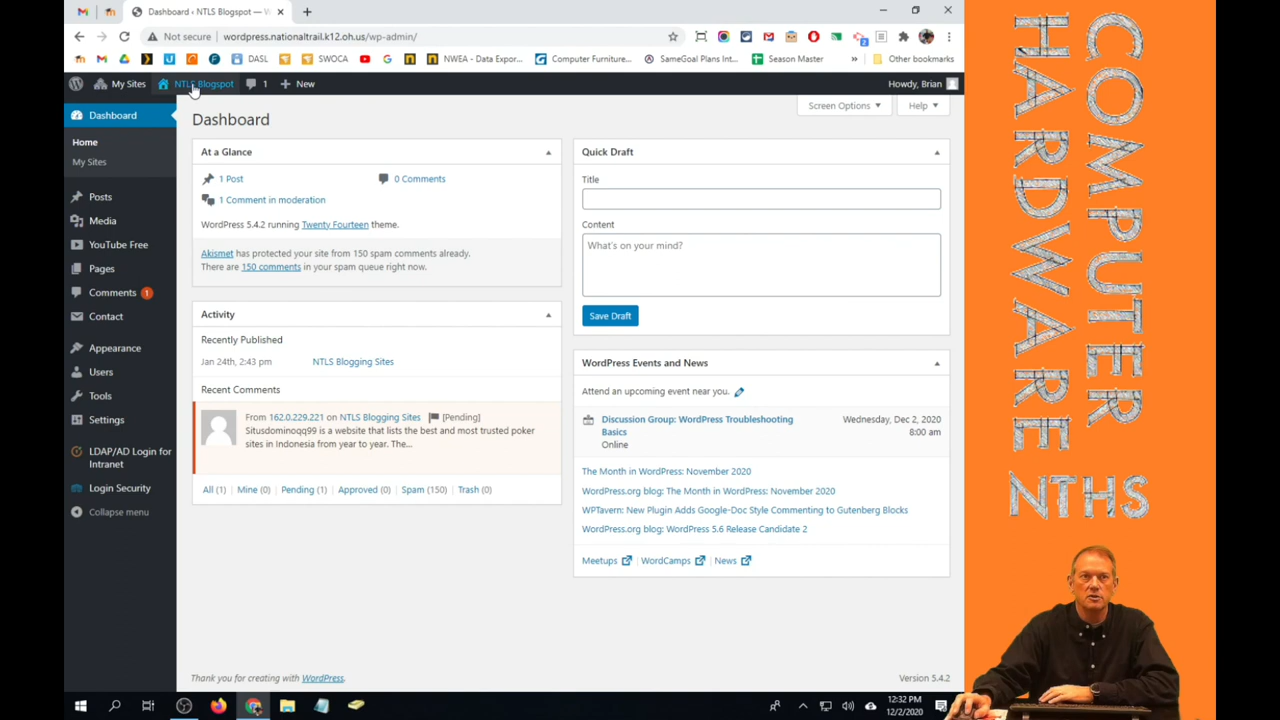 Dashboard ‹ NTLS Blogspot — W
Not secure
wordpress.nationaltrail.k12.oh.us/wp-admin/
DASL
SWOCA
NWEA - Data Expor...
Computer Furniture...
SameGoal Plans Int...
Season Master
Other bookmarks
My Sites
NTLS Blogspot
1
New
Howdy, Brian
Dashboard
Home
My Sites
Posts
Media
YouTube Free
Pages
Comments 1
Contact
Appearance
Users
Tools
Settings
LDAP/AD Login for
Intranet
Login Security
Collapse menu
Screen Options
Help
Dashboard
At a Glance
1 Post
0 Comments
1 Comment in moderation
WordPress 5.4.2 running Twenty Fourteen theme.
Akismet has protected your site from 150 spam comments already.
There are 150 comments in your spam queue right now.
Activity
Recently Published
Jan 24th, 2:43 pm
NTLS Blogging Sites
Recent Comments
From 162.0.229.221 on NTLS Blogging Sites [Pending]
Situsdominoqq99 is a website that lists the best and most trusted poker
sites in Indonesia from year to year. The...
All (1)
Mine (0)
Pending (1)
Approved (0)
Spam (150)
Trash (0)
Quick Draft
Title
Content
What's on your mind?
Save Draft
WordPress Events and News
Attend an upcoming event near you.
Discussion Group: WordPress Troubleshooting
Basics
Online
Wednesday, Dec 2, 2020
8:00 am
The Month in WordPress: November 2020
WordPress.org blog: The Month in WordPress: November 2020
WPTavern: New Plugin Adds Google-Doc Style Commenting to Gutenberg Blocks
WordPress.org blog: WordPress 5.6 Release Candidate 2
Meetups
WordCamps
News
Thank you for creating with WordPress.
Version 5.4.2
12:32 PM
12/2/2020
COMPUTER
HARDWARE
NTHS